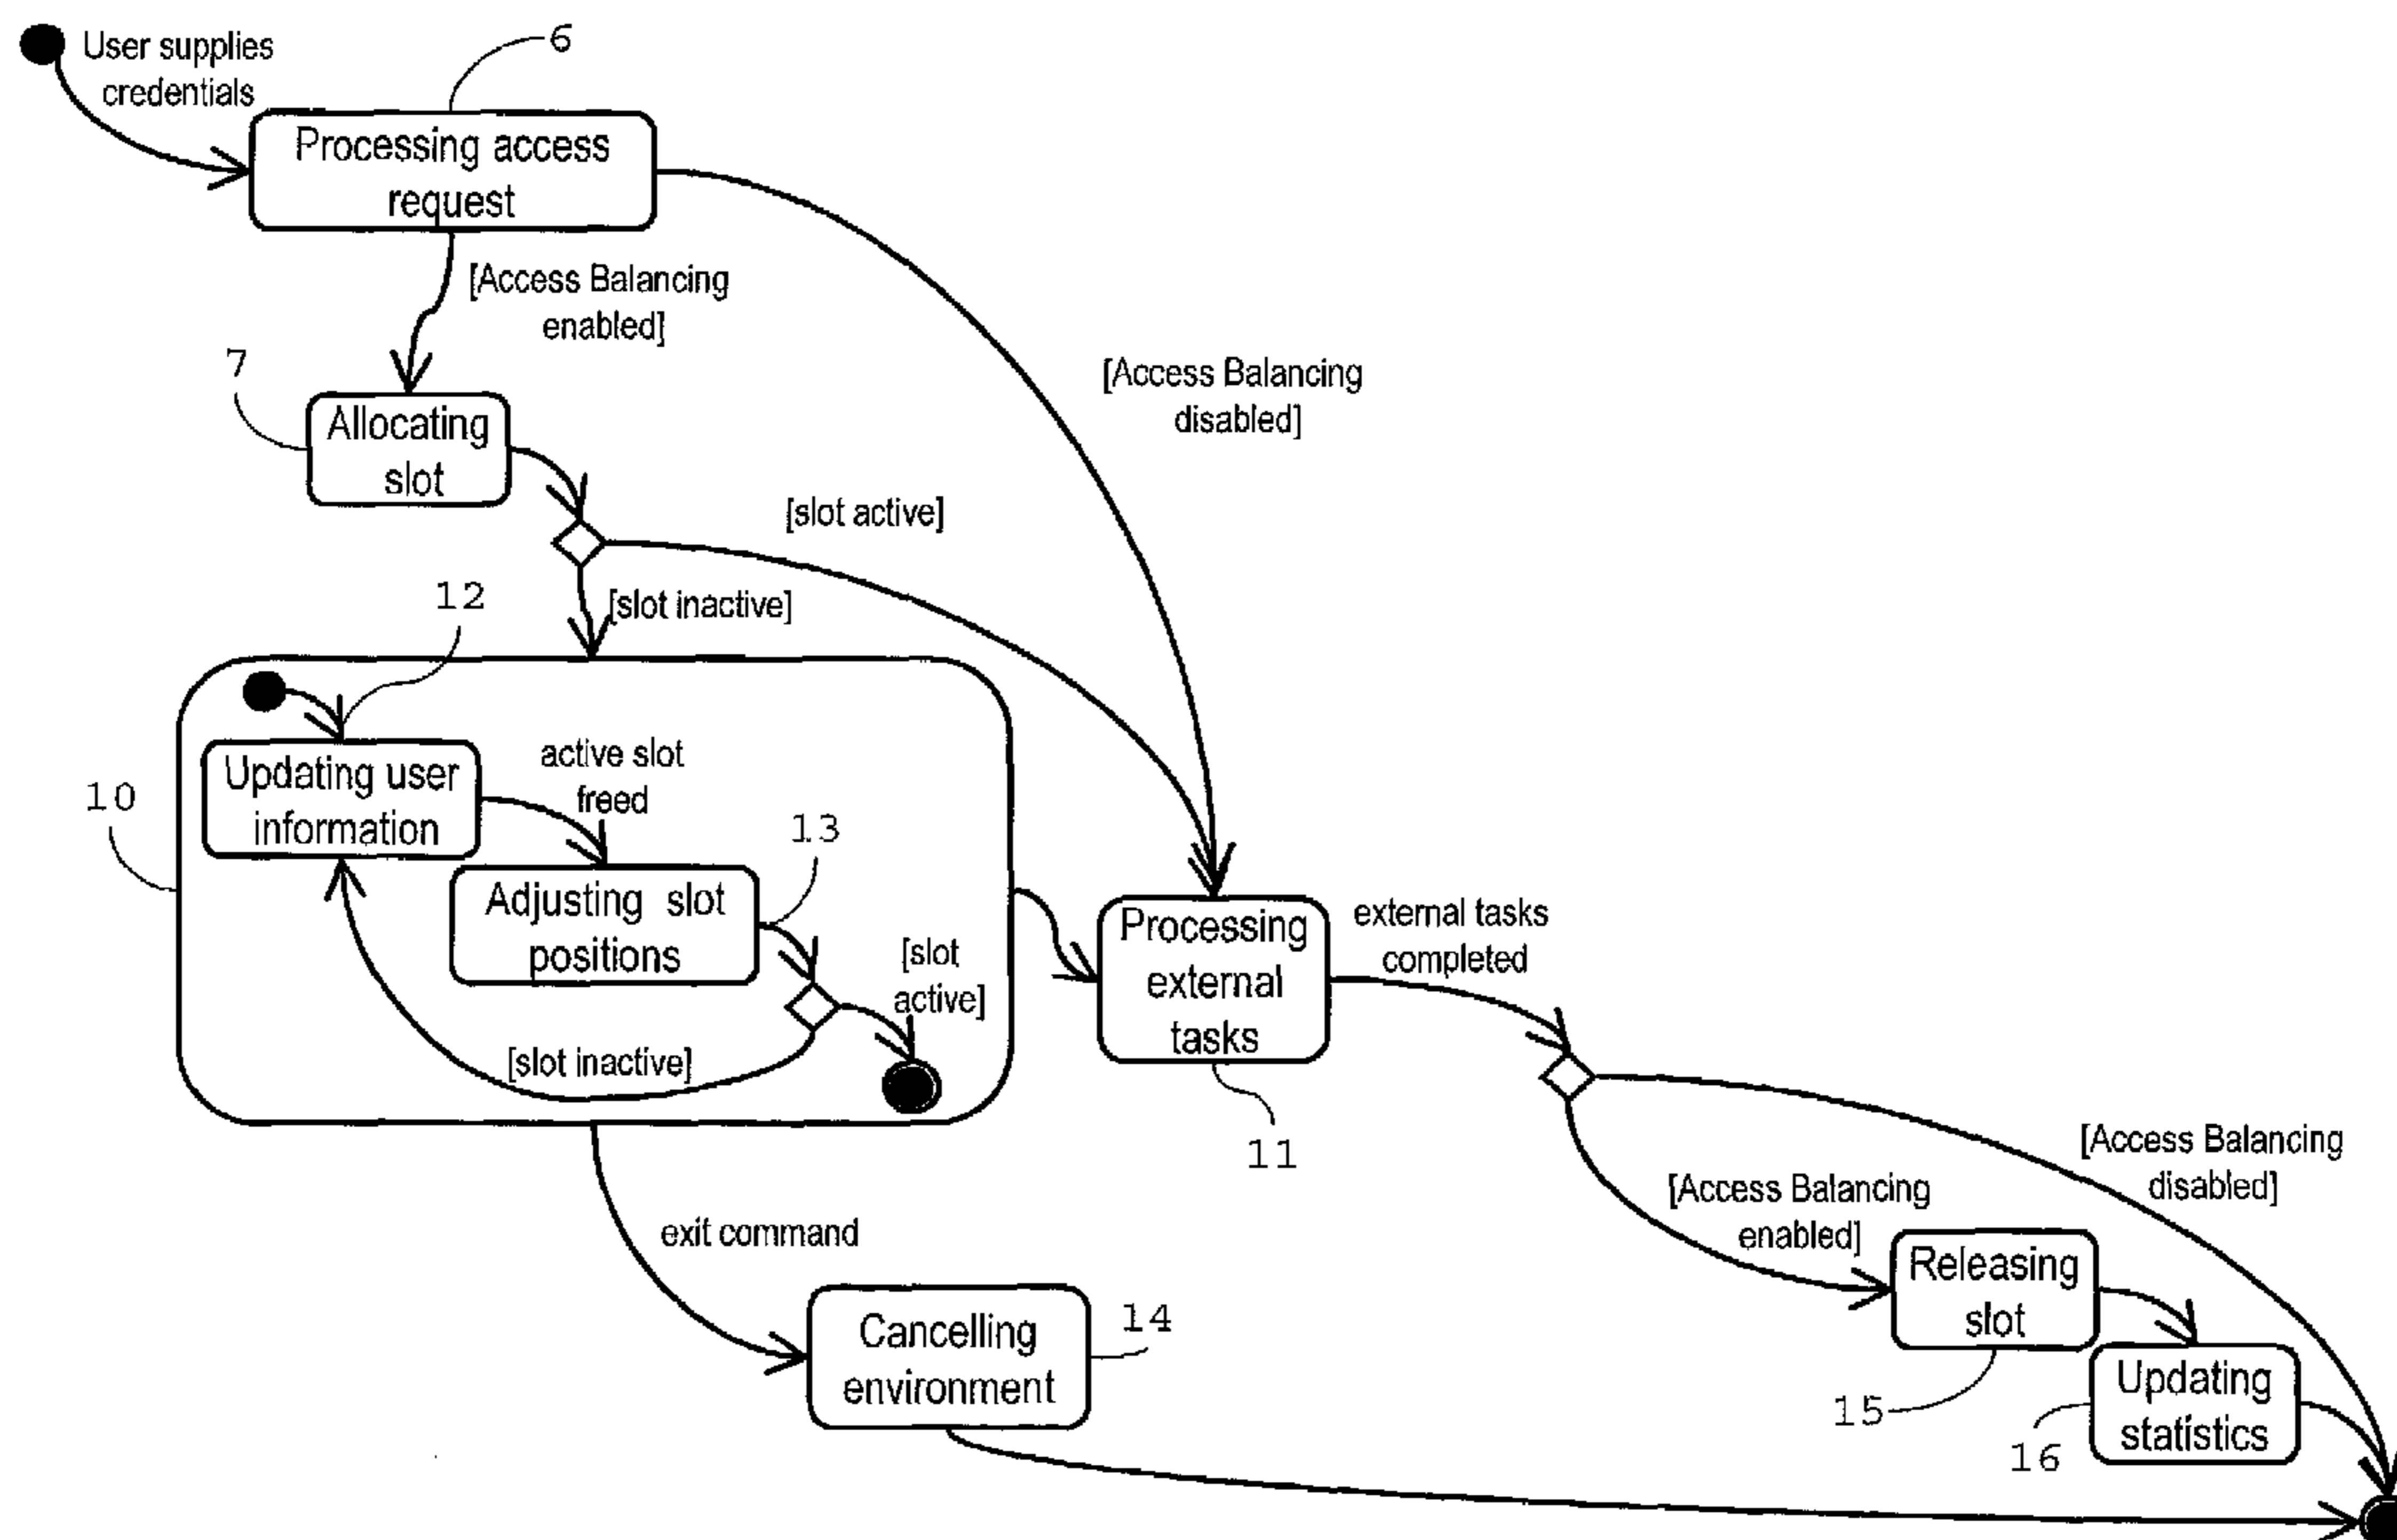 User supplies
credentials
6
Processing access
request
[Access Balancing
enabled]
[Access Balancing
disabled]
7
Allocating
slot
[slot active]
[slot inactive]
12
10
Updating user
information
active slot
freed
13
Adjusting slot
positions
[slot
active]
[slot inactive]
Processing
external
tasks
11
external tasks
completed
[Access Balancing
disabled]
[Access Balancing
enabled]
exit command
Cancelling
environment
14
Releasing
slot
15
Updating
statistics
16